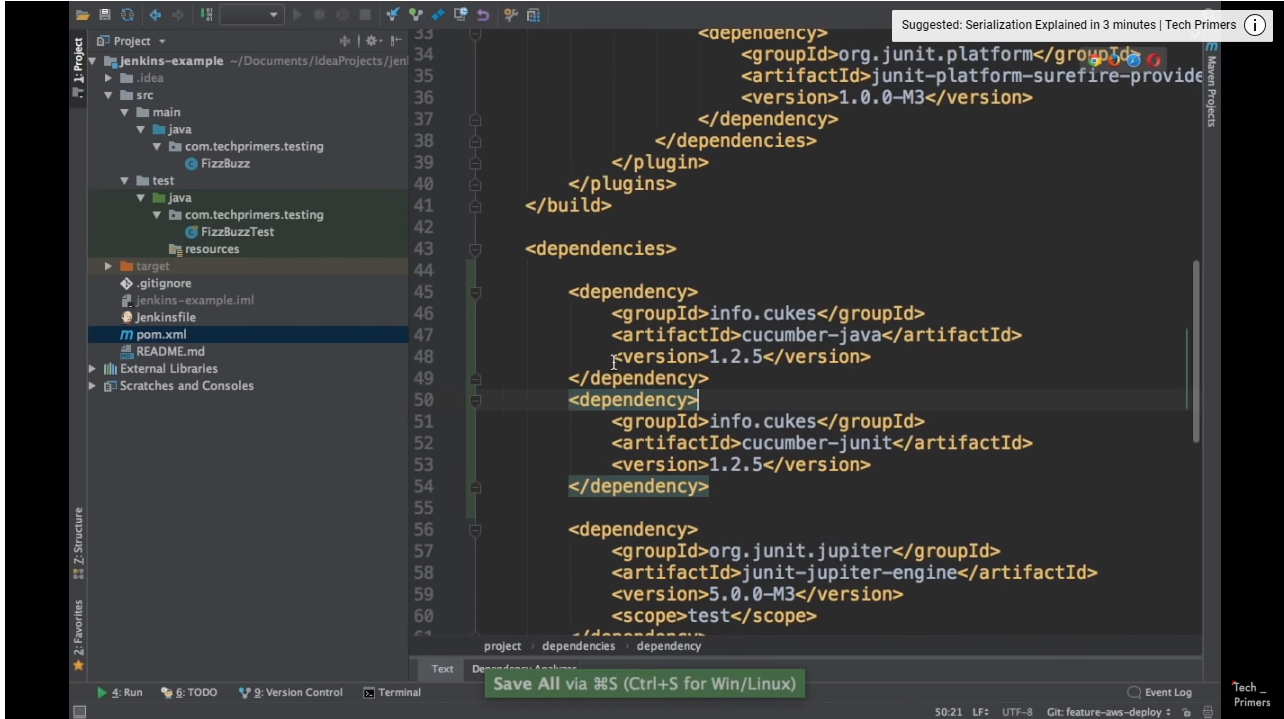 Suggested: Serialization Explained in 3 minutes | Tech Primers
1: Project
Project
jenkins-example ~/Documents/IdeaProjects/jen
.idea
src
main
java
com.techprimers.testing
FizzBuzz
test
java
com.techprimers.testing
FizzBuzzTest
resources
target
.gitignore
jenkins-example.iml
Jenkinsfile
pom.xml
README.md
External Libraries
Scratches and Consoles
Z: Structure
2: Favorites
33 <dependency>
34 <groupId>org.junit.platform</groupId>
35 <artifactId>junit-platform-surefire-provide
36 <version>1.0.0-M3</version>
37 </dependency>
38 </dependencies>
39 </plugin>
40 </plugins>
41 </build>
42
43 <dependencies>
44
45 <dependency>
46 <groupId>info.cukes</groupId>
47 <artifactId>cucumber-java</artifactId>
48 <version>1.2.5</version>
49 </dependency>
50 <dependency>
51 <groupId>info.cukes</groupId>
52 <artifactId>cucumber-junit</artifactId>
53 <version>1.2.5</version>
54 </dependency>
55
56 <dependency>
57 <groupId>org.junit.jupiter</groupId>
58 <artifactId>junit-jupiter-engine</artifactId>
59 <version>5.0.0-M3</version>
60 <scope>test</scope>
61 </dependency>
Maven Projects
project › dependencies › dependency
Text Dependency Analyzer
Save All via ⌘S (Ctrl+S for Win/Linux)
4: Run 6: TODO 9: Version Control Terminal Event Log
50:21 LF UTF-8 Git: feature-aws-deploy
Tech _
Primers